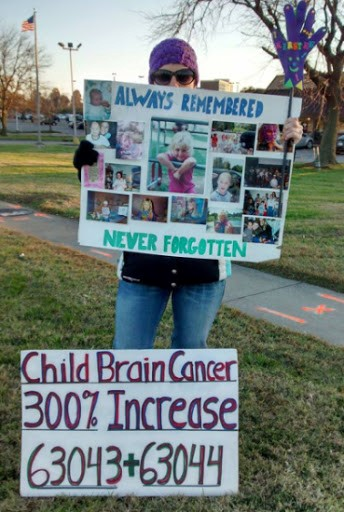 ALWAYS REMEMBERED
NEVER FORGOTTEN
Child Brain Cancer
300% Increase
63043+63044